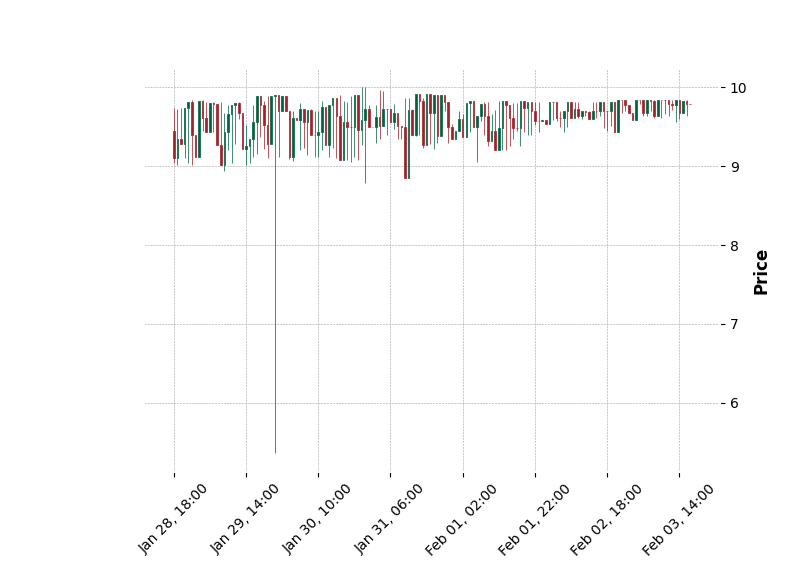 10
9
8
7
6
Price
Jan 28, 18:00
Jan 29, 14:00
Jan 30, 10:00
Jan 31, 06:00
Feb 01, 02:00
Feb 01, 22:00
Feb 02, 18:00
Feb 03, 14:00